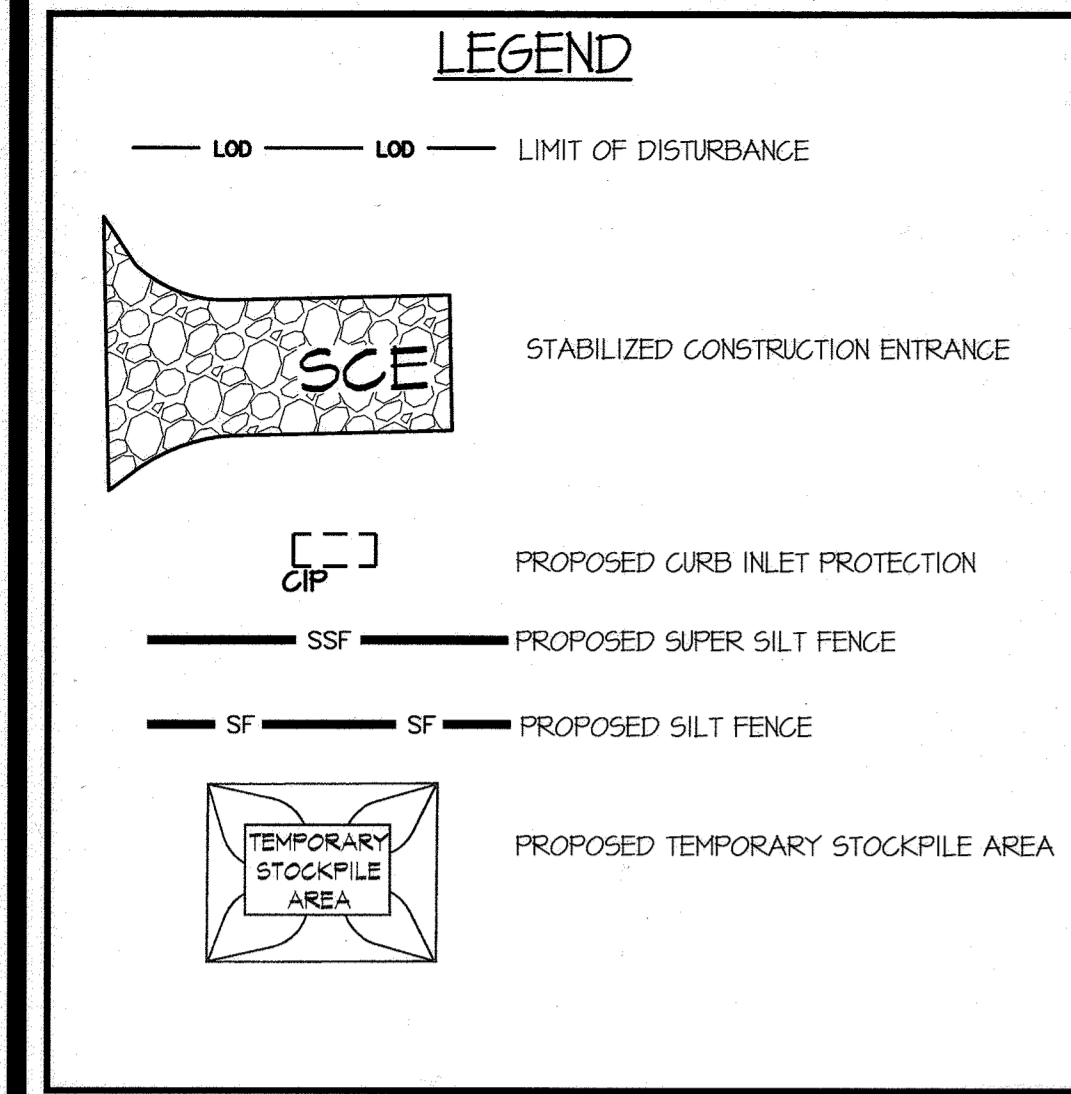 LEGEND
LOD LOD LIMIT OF DISTURBANCE
SCE STABILIZED CONSTRUCTION ENTRANCE
CIP PROPOSED CURB INLET PROTECTION
SSF PROPOSED SUPER SILT FENCE
SF SF PROPOSED SILT FENCE
TEMPORARY
STOCKPILE
AREA
PROPOSED TEMPORARY STOCKPILE AREA